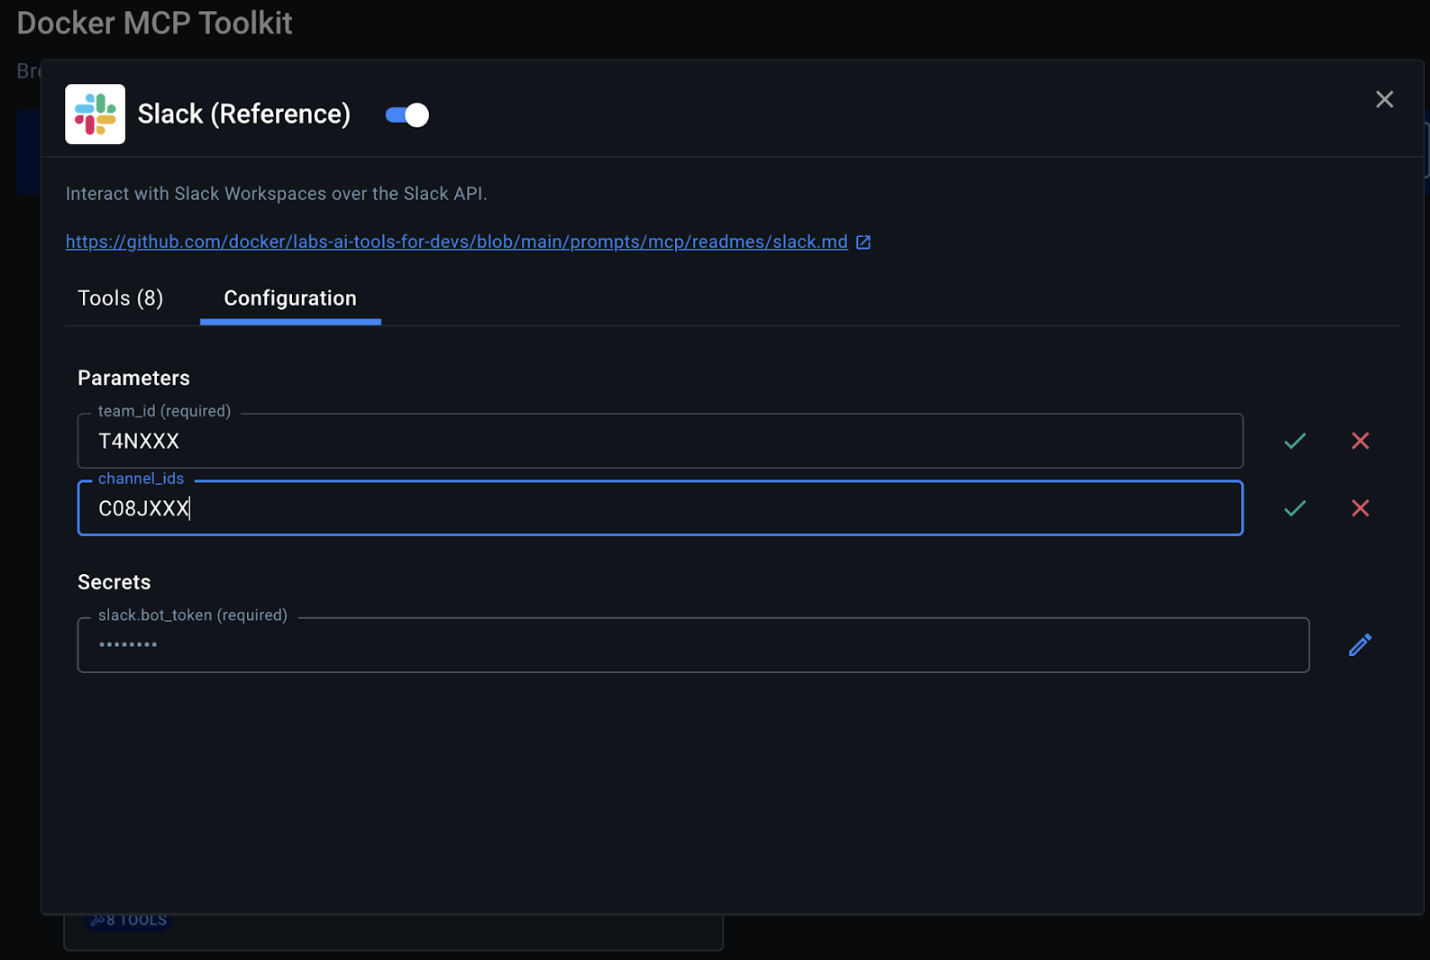 Docker MCP Toolkit
Bro
Slack (Reference)
Interact with Slack Workspaces over the Slack API.
https://github.com/docker/labs-ai-tools-for-devs/blob/main/prompts/mcp/readmes/slack.md
Tools (8)
Configuration
Parameters
team_id (required)
T4NXXX
channel_ids
C08JXXX
Secrets
slack.bot_token (required)
••••••••
8 TOOLS